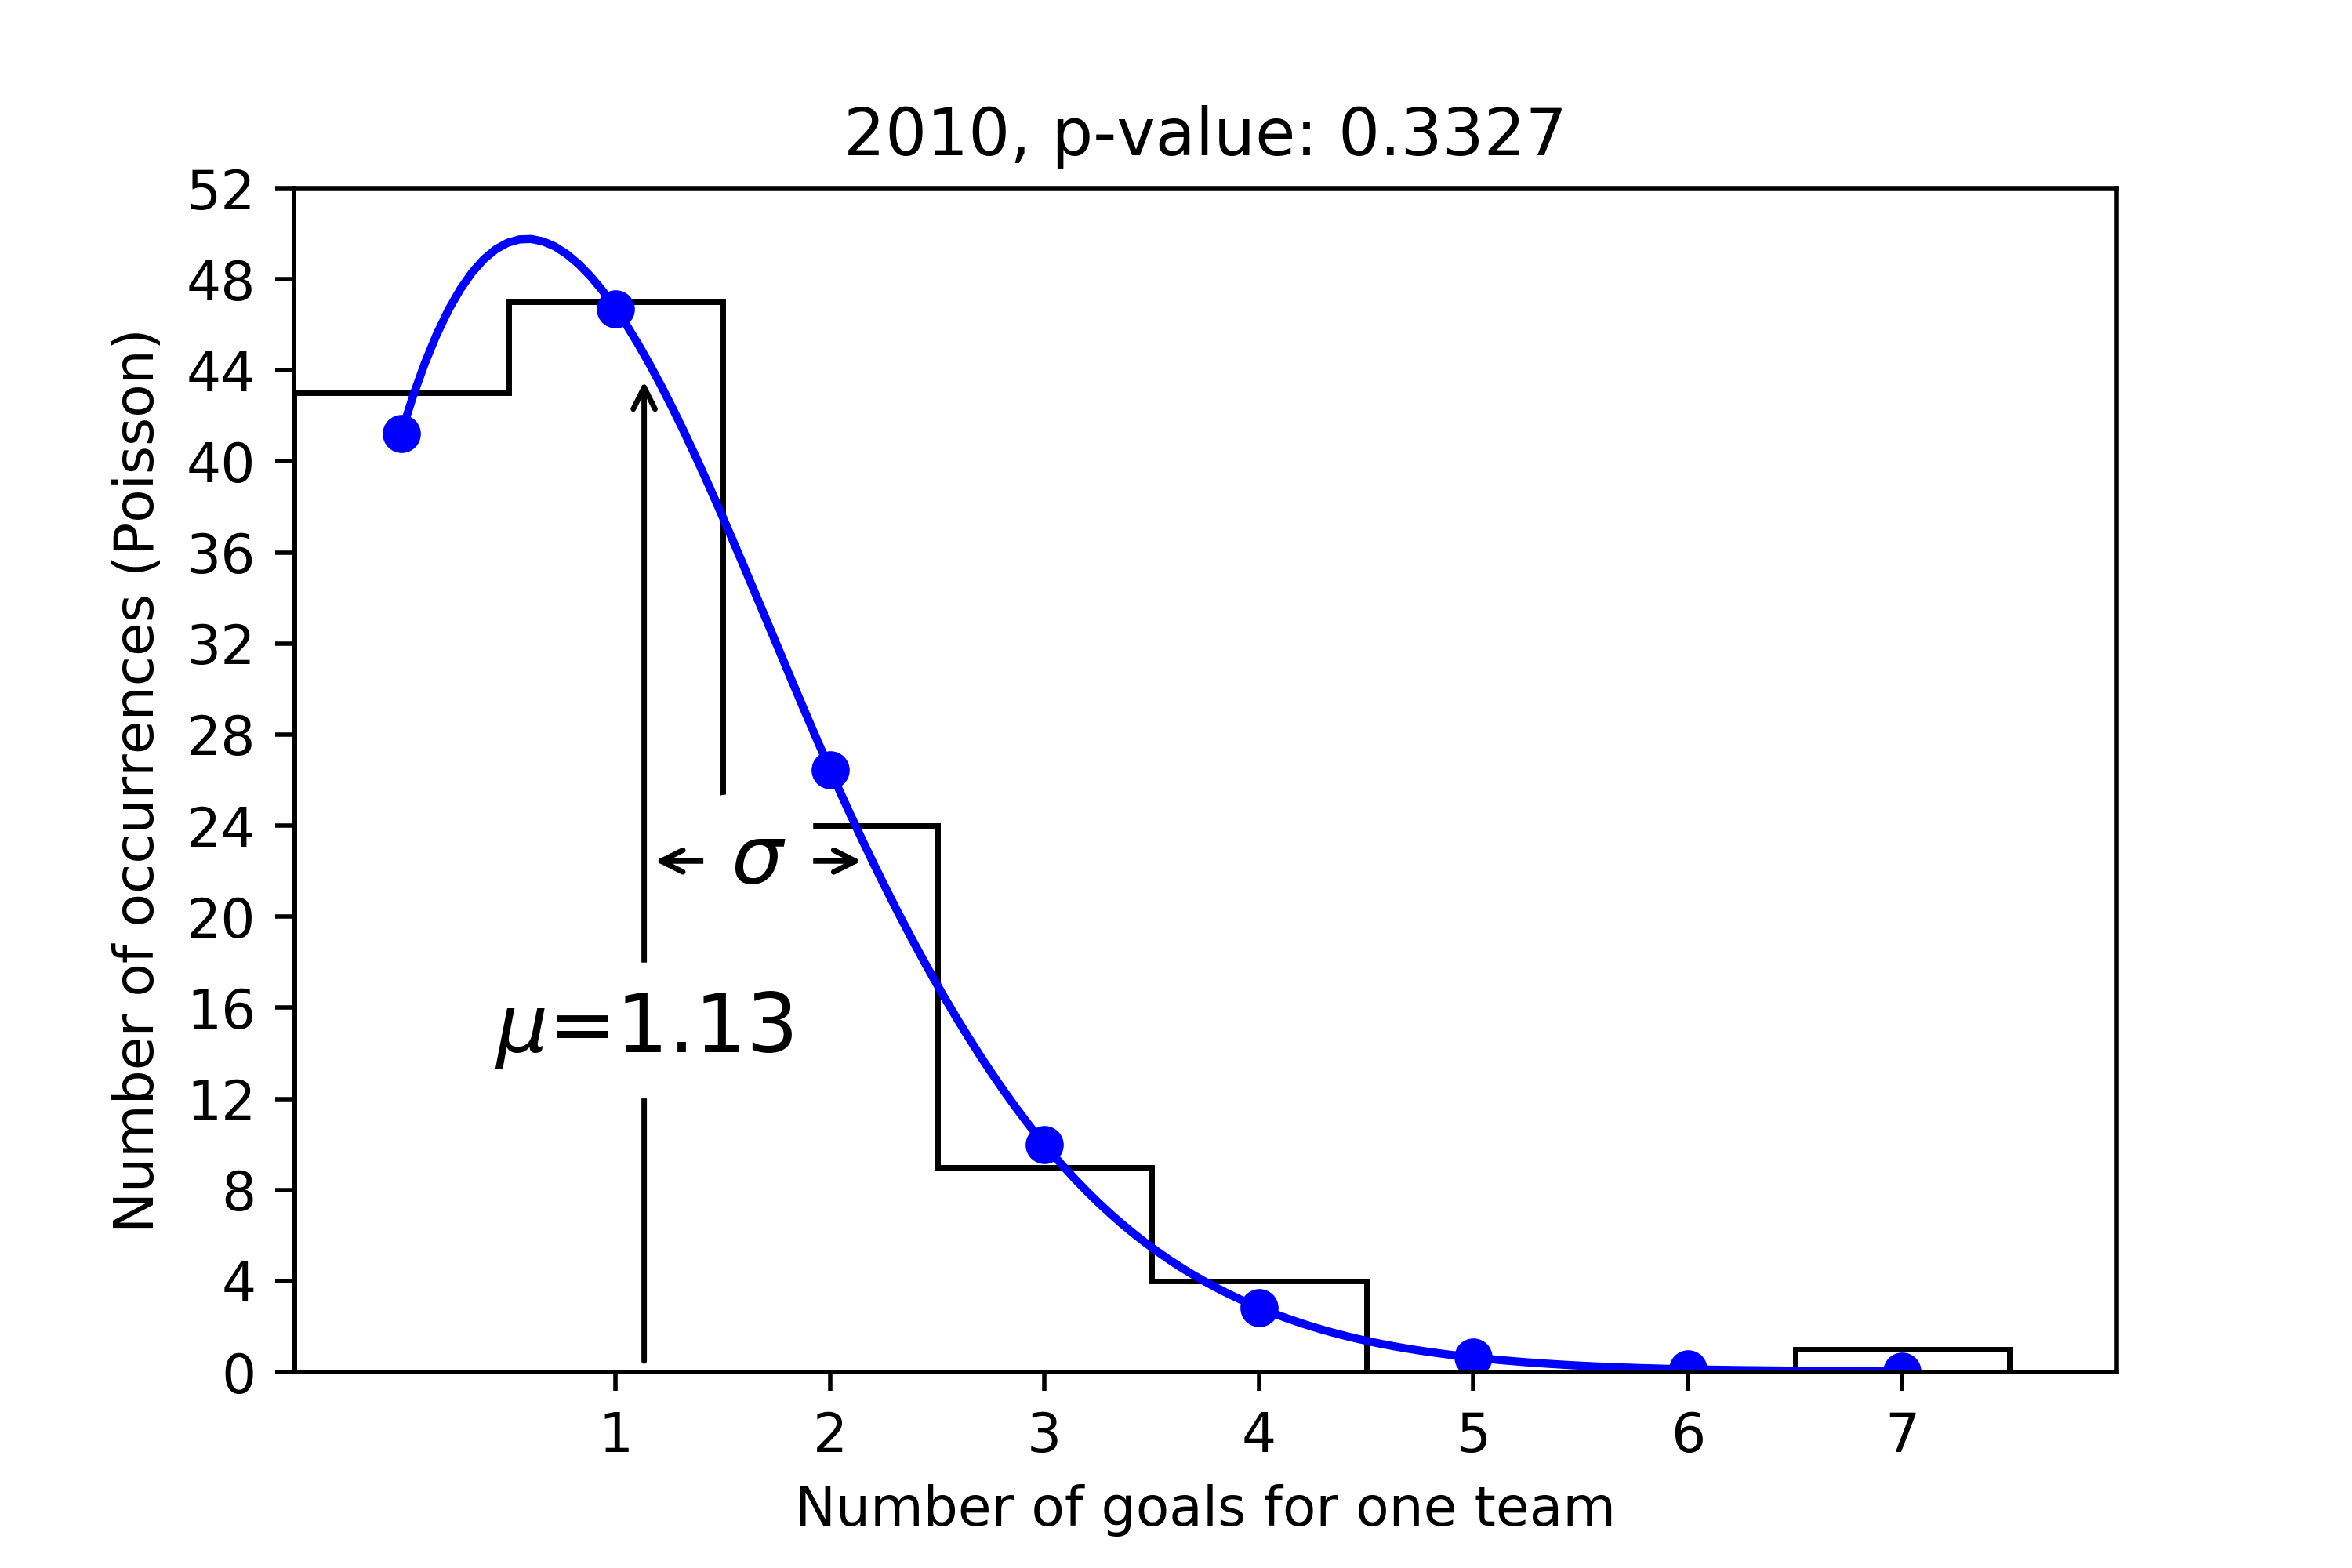 2010, p-value: 0.3327
Number of occurrences (Poisson)
52
48
44
40
36
32
28
24
20
16
12
8
4
0
σ
μ=1.13
1 2 3 4 5 6 7
Number of goals for one team